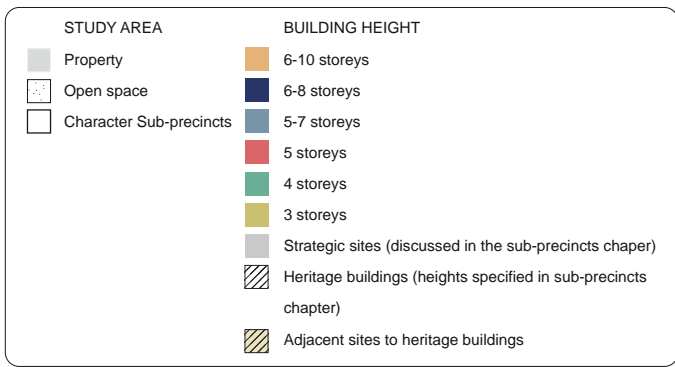 STUDY AREA
Property
Open space
Character Sub-precincts
BUILDING HEIGHT
6-10 storeys
6-8 storeys
5-7 storeys
5 storeys
4 storeys
3 storeys
Strategic sites (discussed in the sub-precincts chaper)
Heritage buildings (heights specified in sub-precincts
chapter)
Adjacent sites to heritage buildings